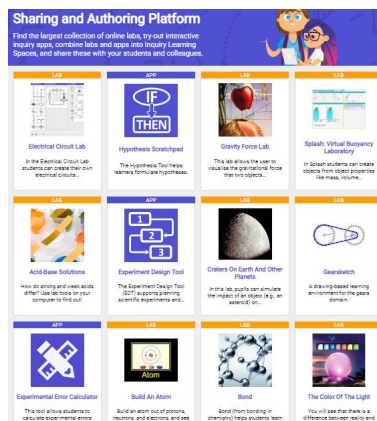 Sharing and Authoring Platform
Find the largest collection of online labs, try-out interactive
inquiry apps, combine labs and apps into Inquiry Learning
Spaces, and share these with your students and colleagues.
LAB
Electrical Circuit Lab
In the Electrical Circuit Lab
students can create their own
electrical circuits...
APP
IF
THEN
Hypothesis Scratchpad
The Hypothesis Tool helps
learners formulate hypotheses.
LAB
Gravity Force Lab
This lab allows the user to
visualise the gravitational force
that two objects...
LAB
Splash: Virtual Buoyancy
Laboratory
In Splash students can create
objects from object properties
like mass, volume...
LAB
Acid-Base Solutions
How do strong and weak acids
differ? Use lab tools on your
computer to find out!
APP
1
2
3
Experiment Design Tool
The Experiment Design Tool
(EDT) supports planning
scientific experiments and...
LAB
Craters On Earth And Other
Planets
In this lab, pupils can simulate
the impact of an object (e.g., an
asteroid) on...
LAB
Gearsketch
A drawing-based learning
environment for the gears
domain.
APP
Experimental Error Calculator
This tool allows students to
calculate experimental errors
LAB
Atom
Build An Atom
Build an atom out of protons,
neutrons, and electrons, and see
LAB
Bond
Bond (from bonding in
chemistry) helps students learn
LAB
The Color Of The Light
You will see that there is a
difference between reality and